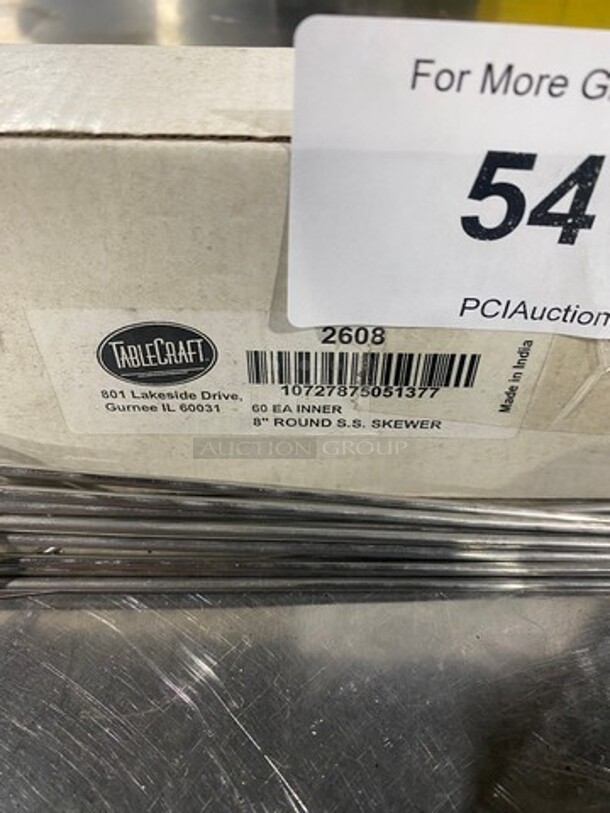 For More G
54
PCIAuction
TABLECRAFT
801 Lakeside Drive,
Gurnee IL 60031
2608
10727875051377
60 EA INNER
8" ROUND S.S. SKEWER
Made in India
AUCTION GROUP